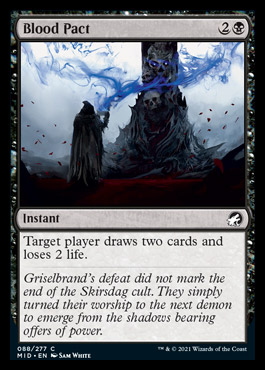 Blood Pact 2
Instant
Target player draws two cards and
loses 2 life.
Griselbrand's defeat did not mark the
end of the Skirsdag cult. They simply
turned their worship to the next demon
to emerge from the shadows bearing
offers of power.
088/277 C
MID • EN SAM WHITE
™ & © 2021 Wizards of the Coast